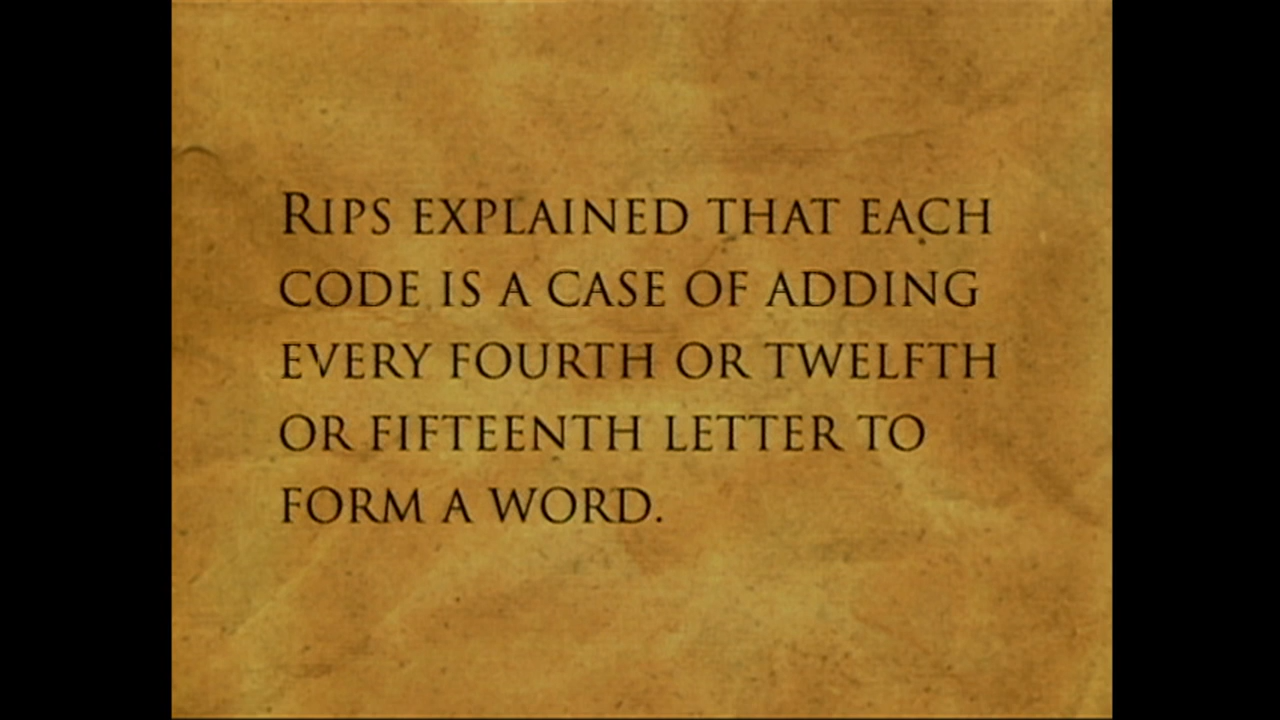 RIPS EXPLAINED THAT EACH
CODE IS A CASE OF ADDING
EVERY FOURTH OR TWELFTH
OR FIFTEENTH LETTER TO
FORM A WORD.